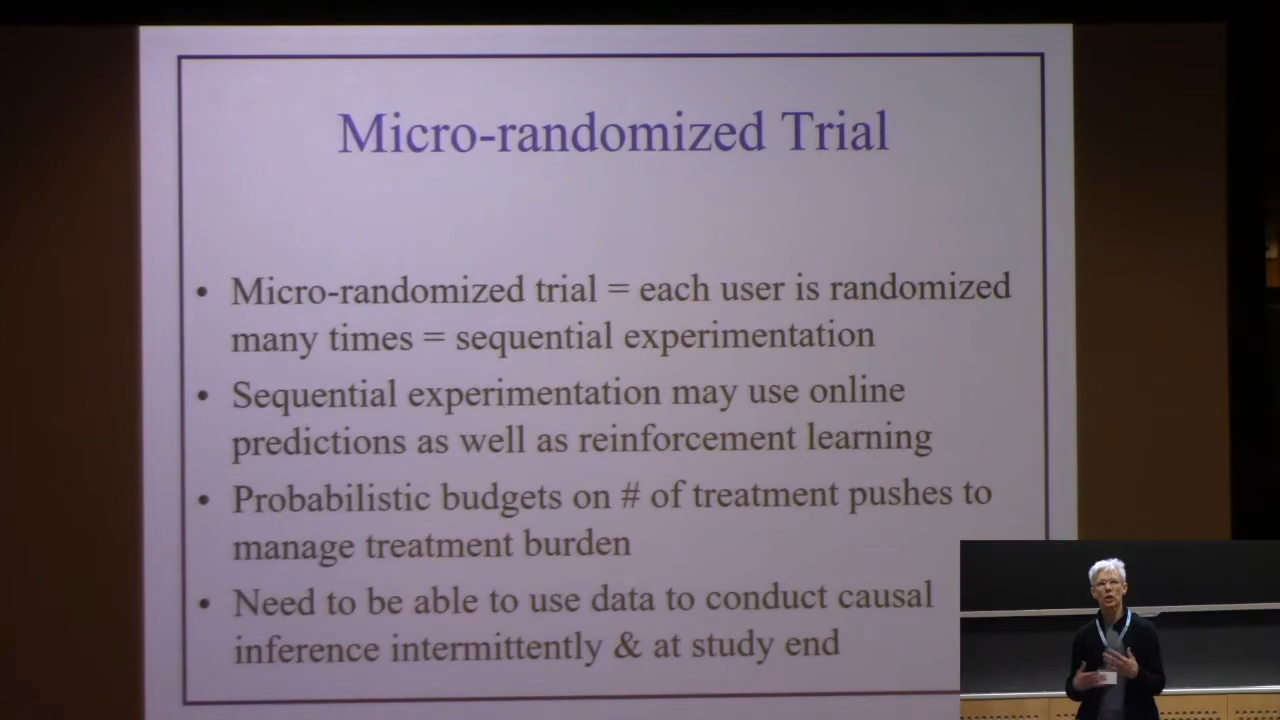 Micro-randomized Trial
• Micro-randomized trial = each user is randomized
many times = sequential experimentation
• Sequential experimentation may use online
predictions as well as reinforcement learning
• Probabilistic budgets on # of treatment pushes to
manage treatment burden
• Need to be able to use data to conduct causal
inference intermittently & at study end